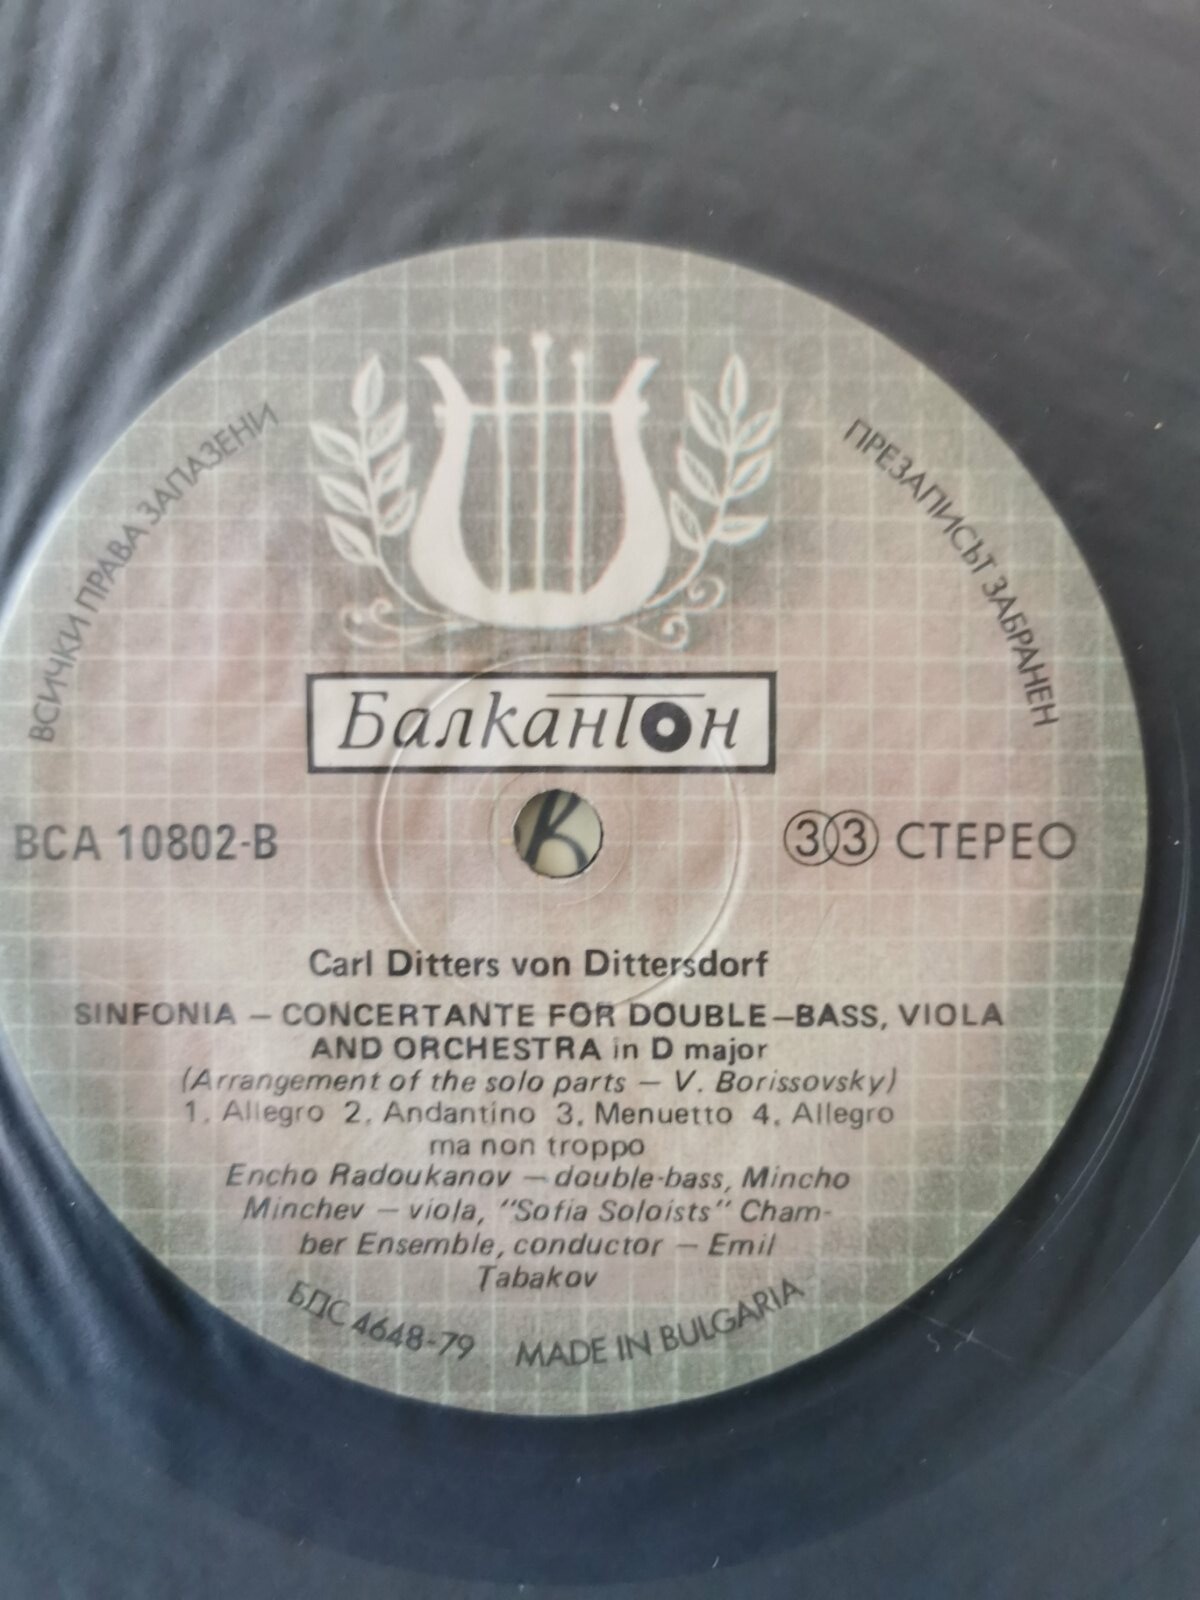 ВСИЧКИ ПРАВА ЗАПАЗЕНИ
ПРЕЗАПИСЪТ ЗАБРАНЕН
Балкантон
ВСА 10802-В
33 СТЕРЕО
Carl Ditters von Dittersdorf
SINFONIA – CONCERTANTE FOR DOUBLE–BASS, VIOLA
AND ORCHESTRA in D major
(Arrangement of the solo parts – V. Borissovsky)
1. Allegro 2. Andantino 3. Menuetto 4. Allegro
ma non troppo
Encho Radoukanov – double-bass, Mincho
Minchev – viola, "Sofia Soloists" Cham-
ber Ensemble, conductor – Emil
Tabakov
БДС 4648-79 MADE IN BULGARIA